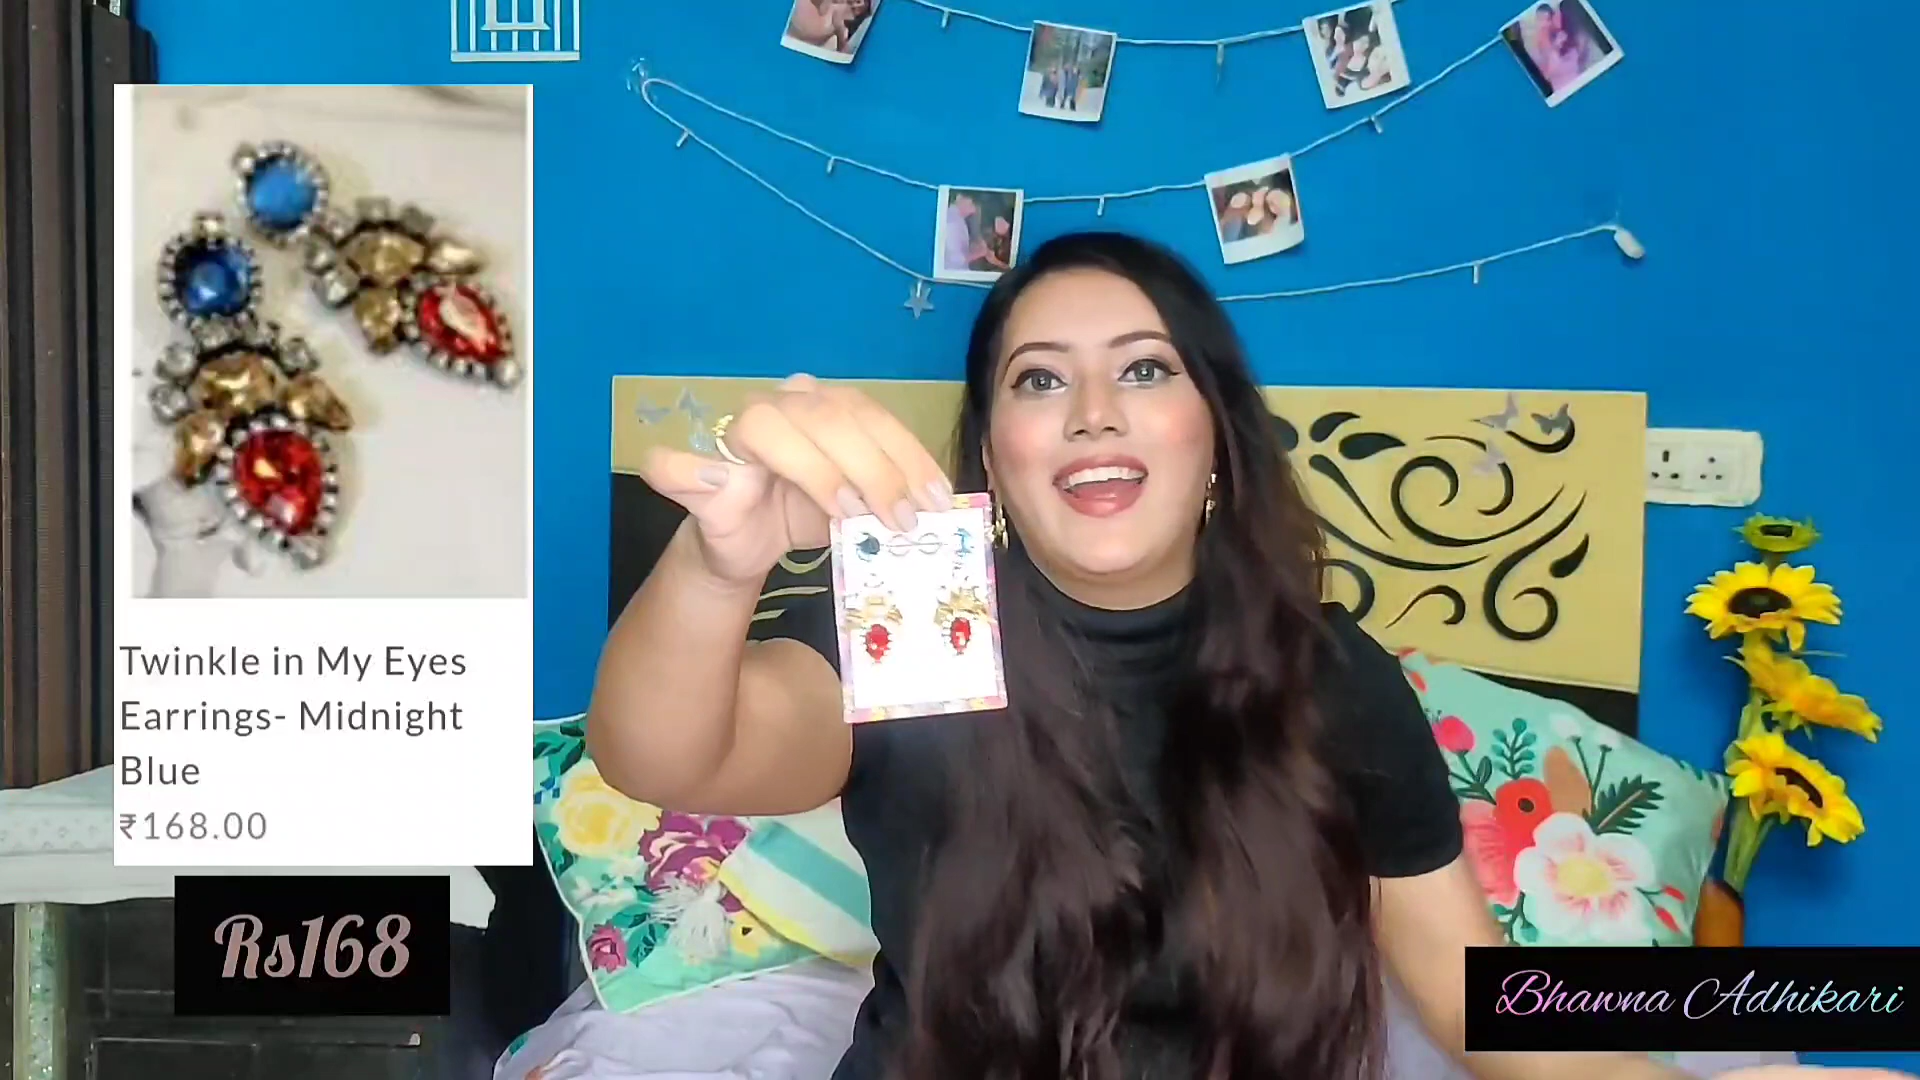 Twinkle in My Eyes
Earrings- Midnight
Blue
₹168.00
Rs168
Bhawna Adhikari